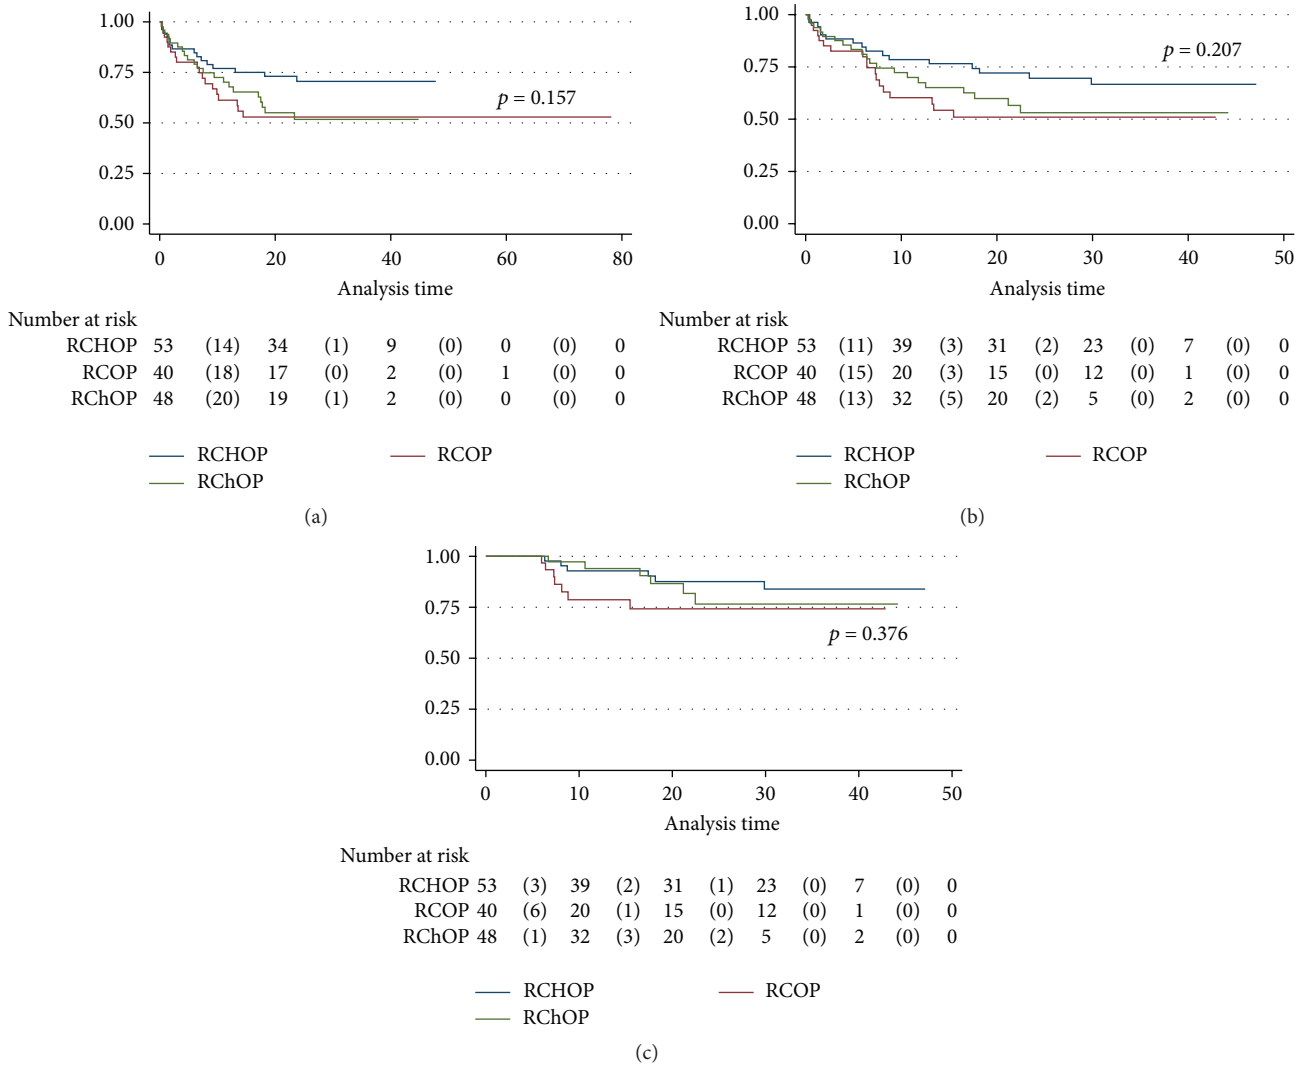 1.00
0.75
0.50
0.25
0.00
p = 0.157
0 20 40 60 80
Analysis time
Number at risk
RCHOP 53 (14) 34 (1) 9 (0) 0 (0) 0
RCOP 40 (18) 17 (0) 2 (0) 1 (0) 0
RChOP 48 (20) 19 (1) 2 (0) 0 (0) 0
RCHOP RCOP
RChOP
(a)
1.00
0.75
0.50
0.25
0.00
p = 0.207
0 10 20 30 40 50
Analysis time
Number at risk
RCHOP 53 (11) 39 (3) 31 (2) 23 (0) 7 (0) 0
RCOP 40 (15) 20 (3) 15 (0) 12 (0) 1 (0) 0
RChOP 48 (13) 32 (5) 20 (2) 5 (0) 2 (0) 0
RCHOP RCOP
RChOP
(b)
1.00
0.75
0.50
0.25
0.00
p = 0.376
0 10 20 30 40 50
Analysis time
Number at risk
RCHOP 53 (3) 39 (2) 31 (1) 23 (0) 7 (0) 0
RCOP 40 (6) 20 (1) 15 (0) 12 (0) 1 (0) 0
RChOP 48 (1) 32 (3) 20 (2) 5 (0) 2 (0) 0
RCHOP RCOP
RChOP
(c)